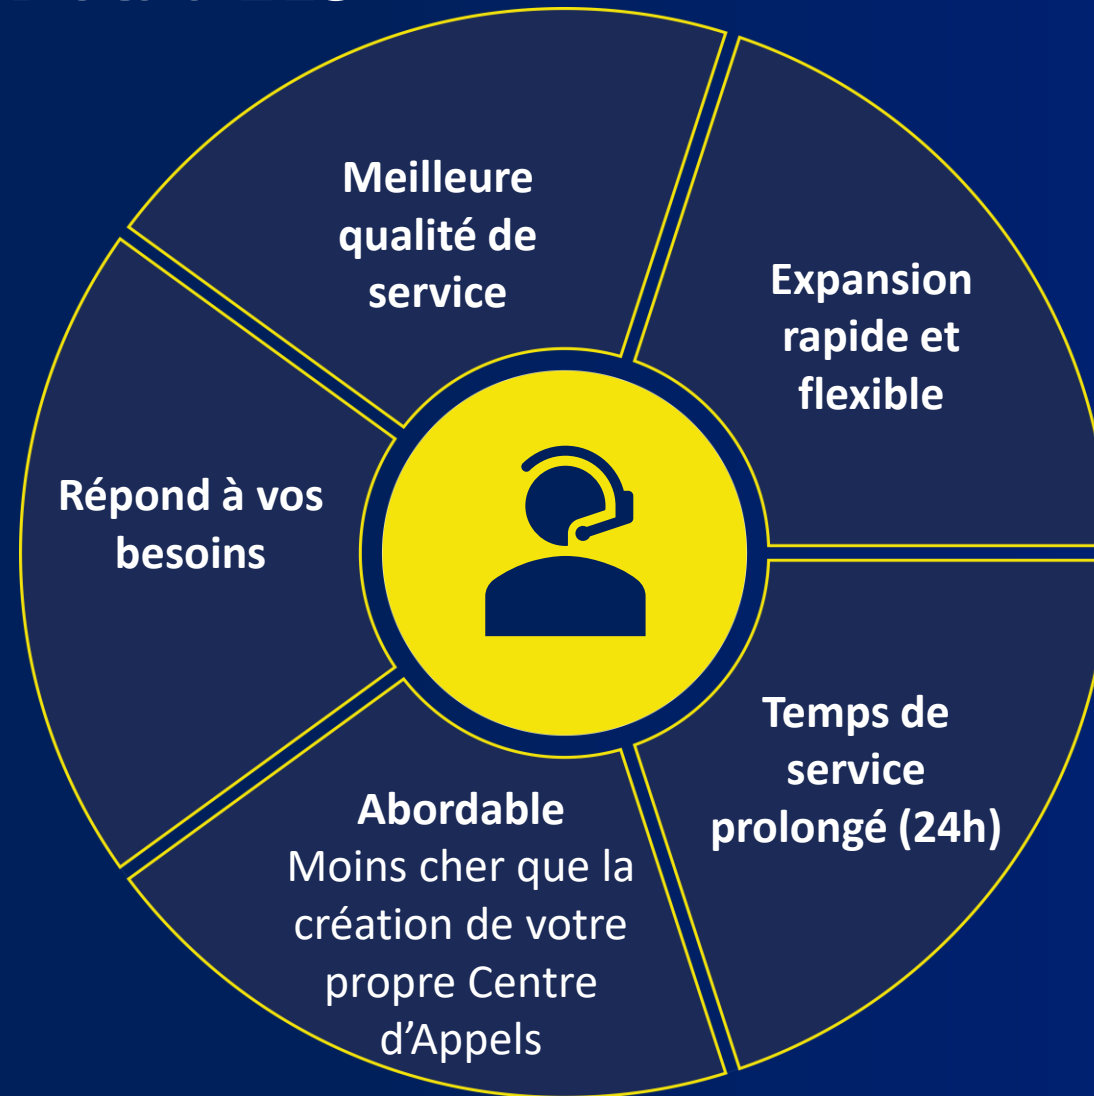 Meilleure
qualité de
service
Expansion
rapide et
flexible
Répond à vos
besoins
Temps de
service
prolongé (24h)
Abordable
Moins cher que la
création de votre
propre Centre
d’Appels